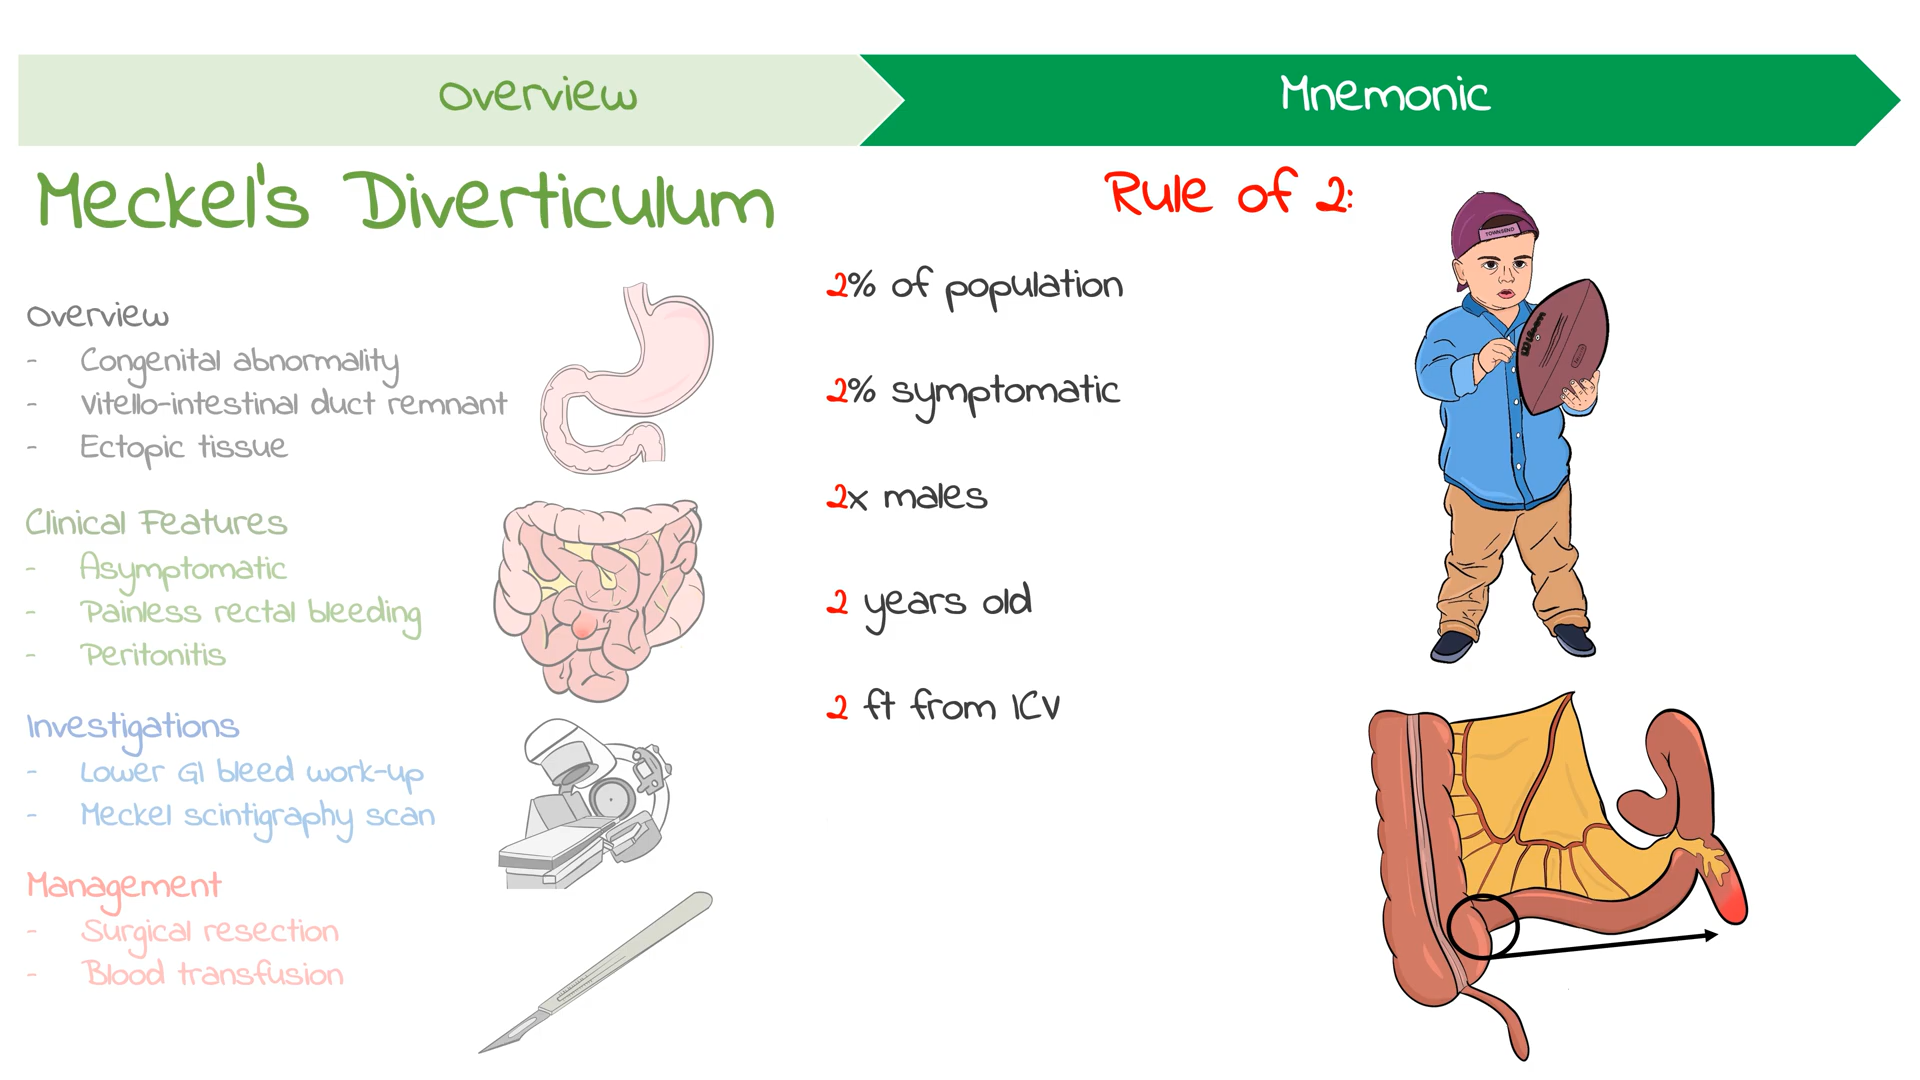 Overview
Mnemonic
Meckel's Diverticulum
Overview
- Congenital abnormality
- Vitello-intestinal duct remnant
- Ectopic tissue
Clinical Features
- Asymptomatic
- Painless rectal bleeding
- Peritonitis
Investigations
- Lower GI bleed work-up
- Meckel scintigraphy scan
Management
- Surgical resection
- Blood transfusion
Rule of 2:
2% of population
2% symptomatic
2x males
2 years old
2 ft from ICV
TOWNSEND
Wilson